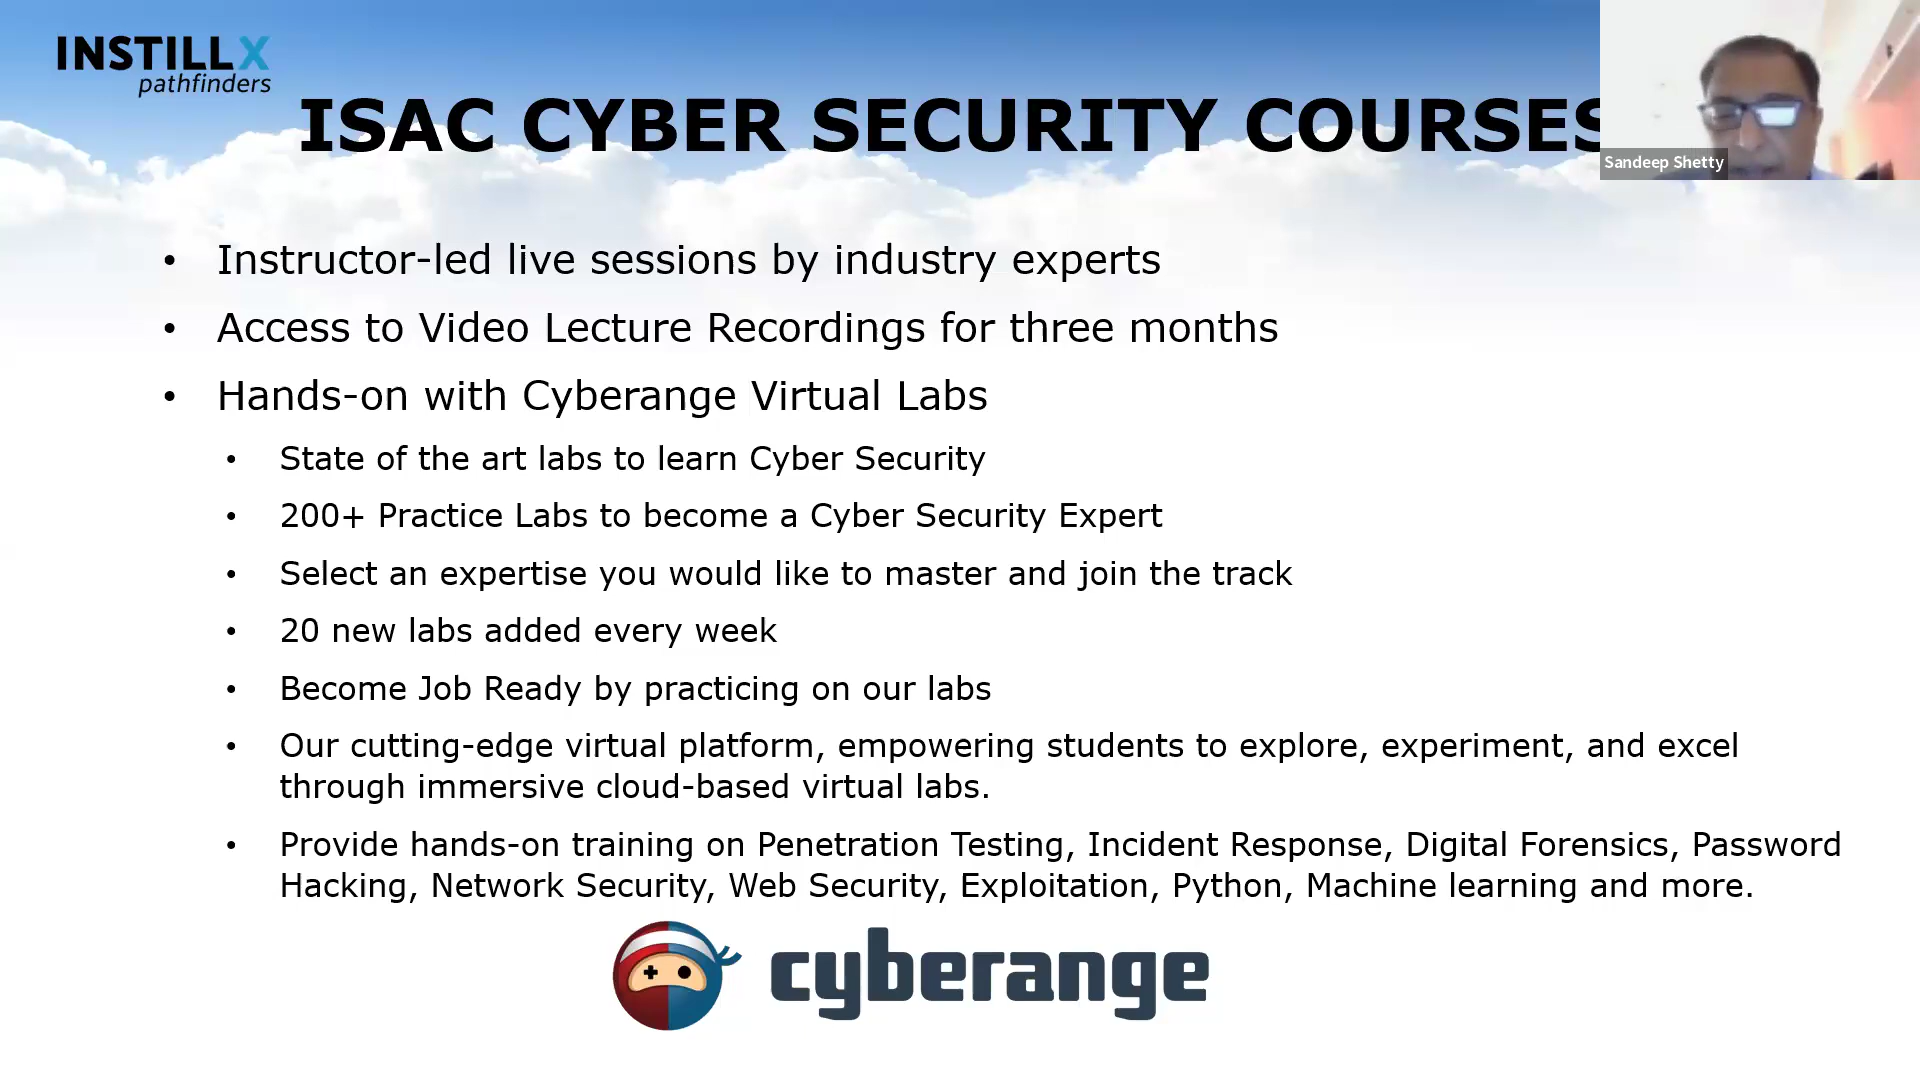 INSTILLX
pathfinders
ISAC CYBER SECURITY COURSES
Sandeep Shetty
• Instructor-led live sessions by industry experts
• Access to Video Lecture Recordings for three months
• Hands-on with Cyberange Virtual Labs
• State of the art labs to learn Cyber Security
• 200+ Practice Labs to become a Cyber Security Expert
• Select an expertise you would like to master and join the track
• 20 new labs added every week
• Become Job Ready by practicing on our labs
• Our cutting-edge virtual platform, empowering students to explore, experiment, and excel
through immersive cloud-based virtual labs.
• Provide hands-on training on Penetration Testing, Incident Response, Digital Forensics, Password
Hacking, Network Security, Web Security, Exploitation, Python, Machine learning and more.
cyberange